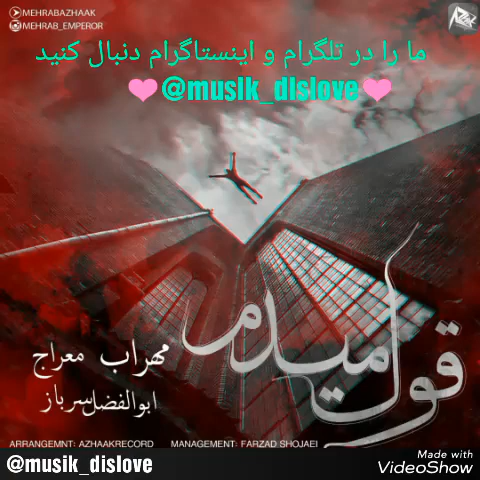 MEHRABAZHAAK
MEHRAB_EMPEROR
ما را در تلگرام و اینستاگرام دنبال کنید
@musik_dislove
قول میدم
مهراب معراج
ابوالفضل سرباز
ARRANGEMNT: AZHAAKRECORD MANAGEMENT: FARZAD SHOJAEI
@musik_dislove
Made with
VideoShow